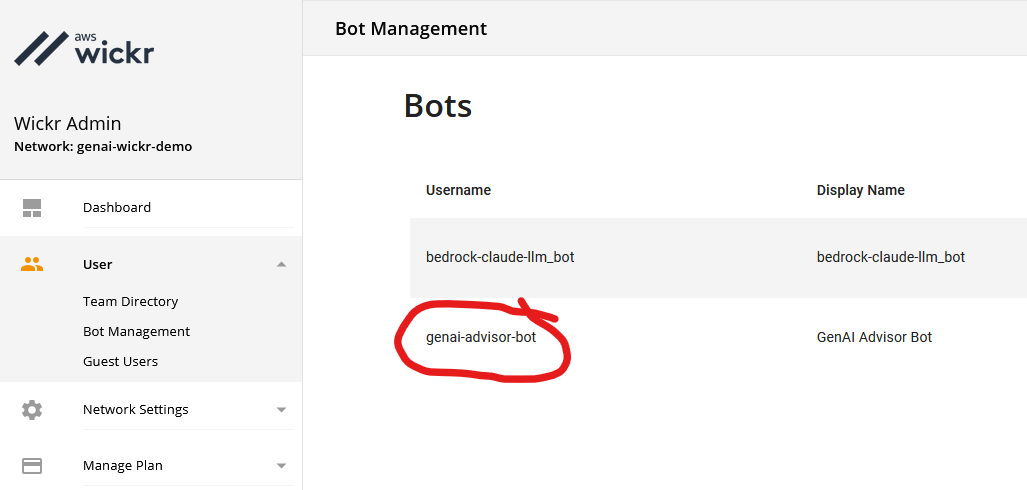 aws
wickr
Wickr Admin
Network: genai-wickr-demo
Dashboard
User
Team Directory
Bot Management
Guest Users
Network Settings
Manage Plan
Bot Management
Bots
Username Display Name
bedrock-claude-llm_bot bedrock-claude-llm_bot
genai-advisor-bot GenAI Advisor Bot